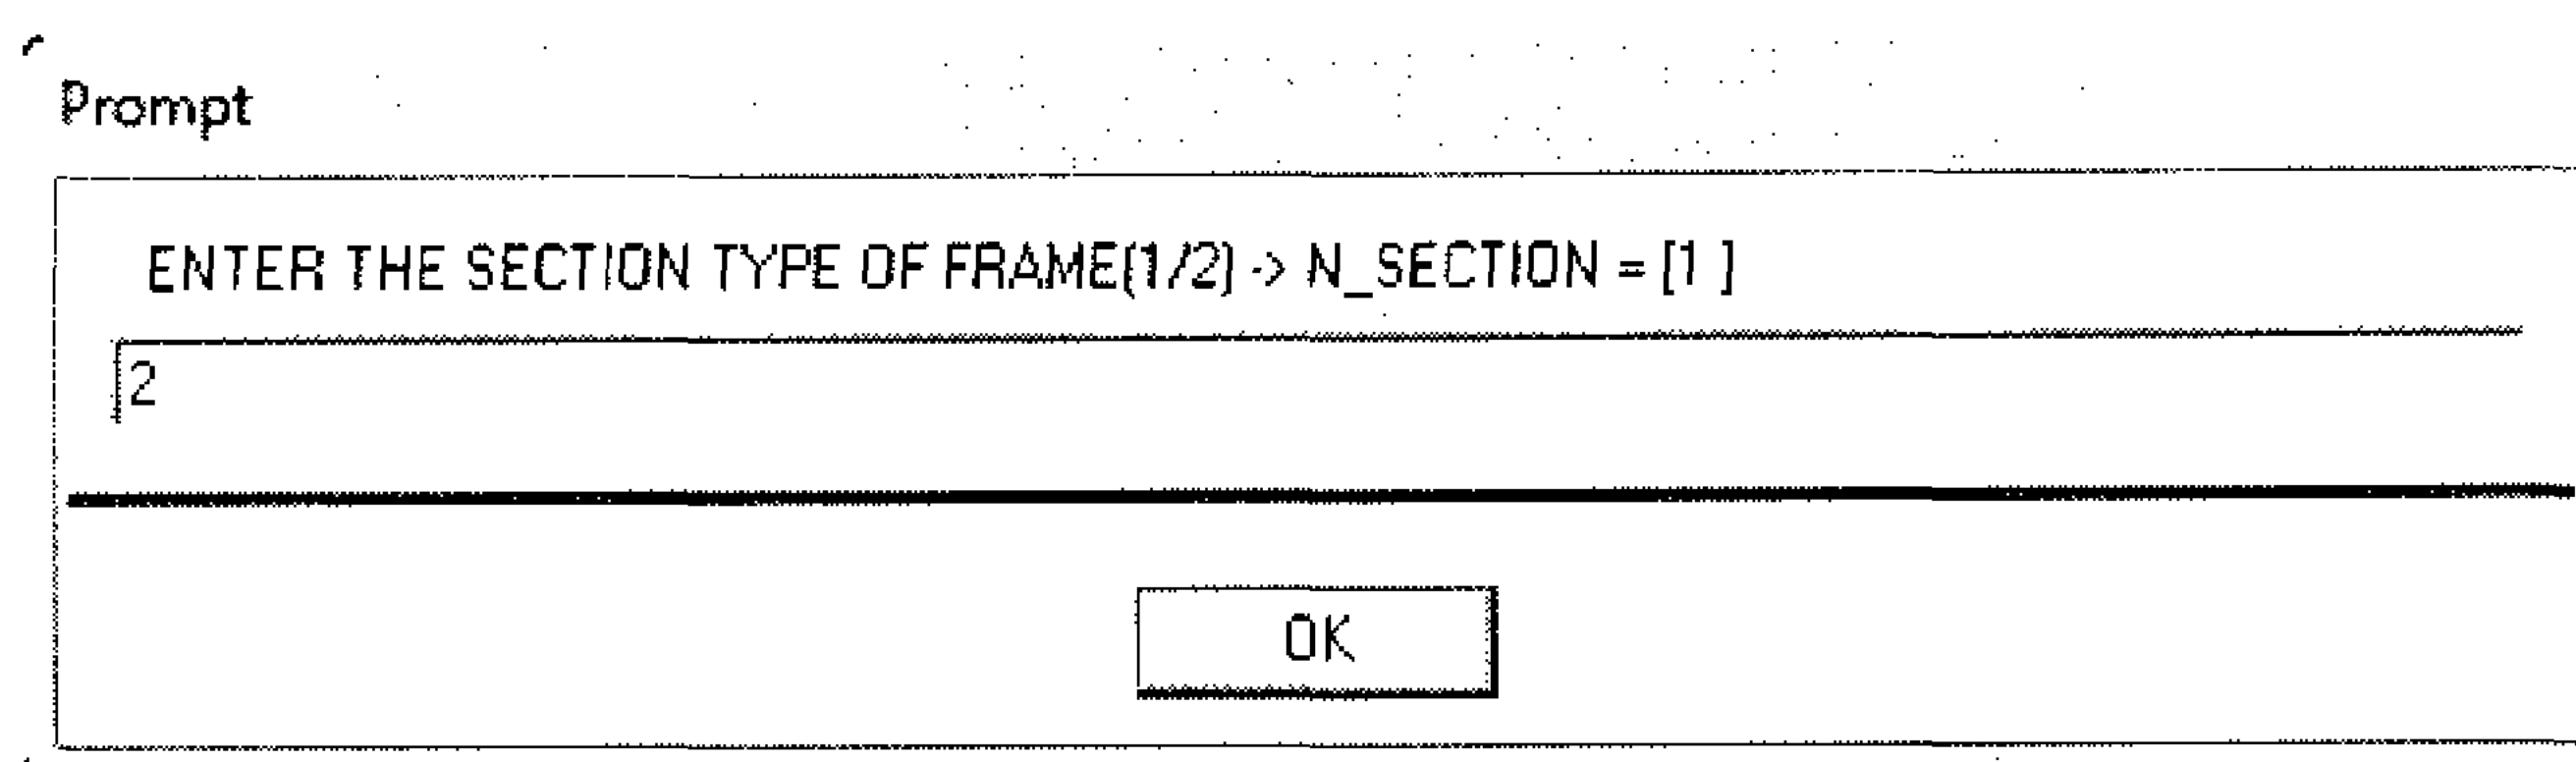 Prompt
ENTER THE SECTION TYPE OF FRAME(1/2) -> N_SECTION = [1 ]
2
OK